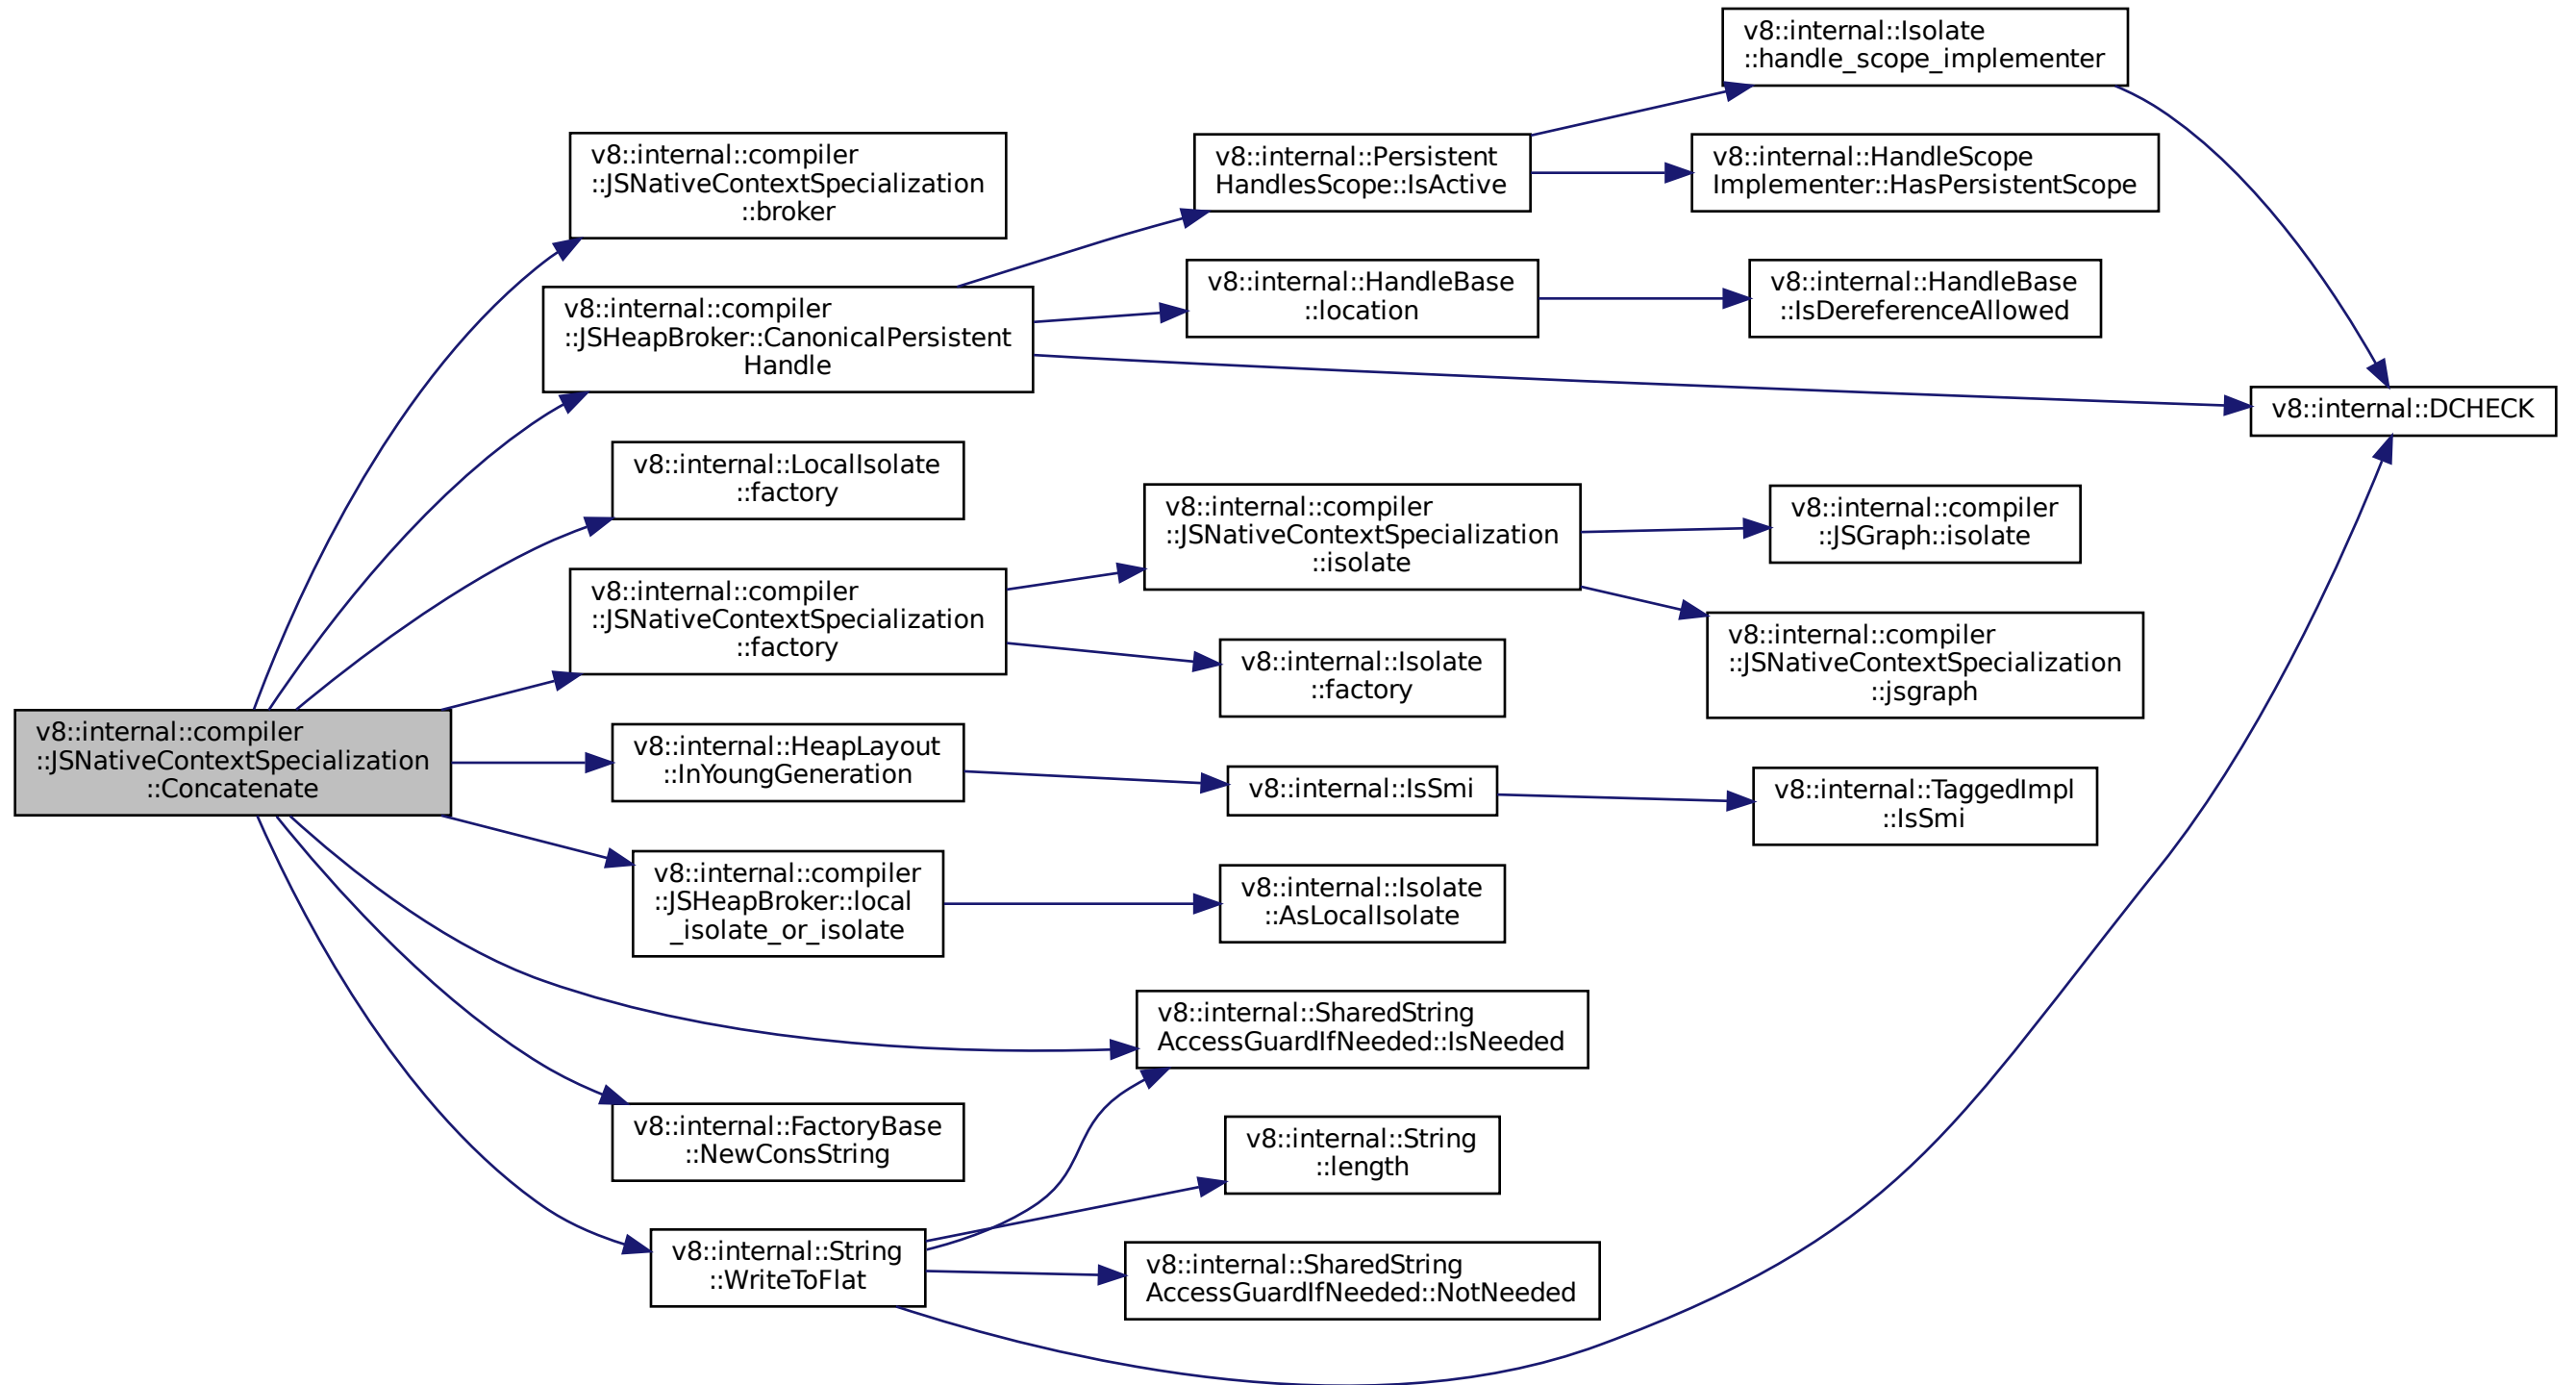 v8::internal::Isolate
::handle_scope_implementer
v8::internal::compiler
::JSNativeContextSpecialization
::broker
v8::internal::Persistent
HandlesScope::IsActive
v8::internal::HandleScope
Implementer::HasPersistentScope
v8::internal::compiler
::JSHeapBroker::CanonicalPersistent
Handle
v8::internal::HandleBase
::location
v8::internal::HandleBase
::IsDereferenceAllowed
v8::internal::DCHECK
v8::internal::LocalIsolate
::factory
v8::internal::compiler
::JSNativeContextSpecialization
::isolate
v8::internal::compiler
::JSGraph::isolate
v8::internal::compiler
::JSNativeContextSpecialization
::factory
v8::internal::Isolate
::factory
v8::internal::compiler
::JSNativeContextSpecialization
::jsgraph
v8::internal::compiler
::JSNativeContextSpecialization
::Concatenate
v8::internal::HeapLayout
::InYoungGeneration
v8::internal::IsSmi
v8::internal::TaggedImpl
::IsSmi
v8::internal::compiler
::JSHeapBroker::local
_isolate_or_isolate
v8::internal::Isolate
::AsLocalIsolate
v8::internal::SharedString
AccessGuardIfNeeded::IsNeeded
v8::internal::FactoryBase
::NewConsString
v8::internal::String
::length
v8::internal::String
::WriteToFlat
v8::internal::SharedString
AccessGuardIfNeeded::NotNeeded